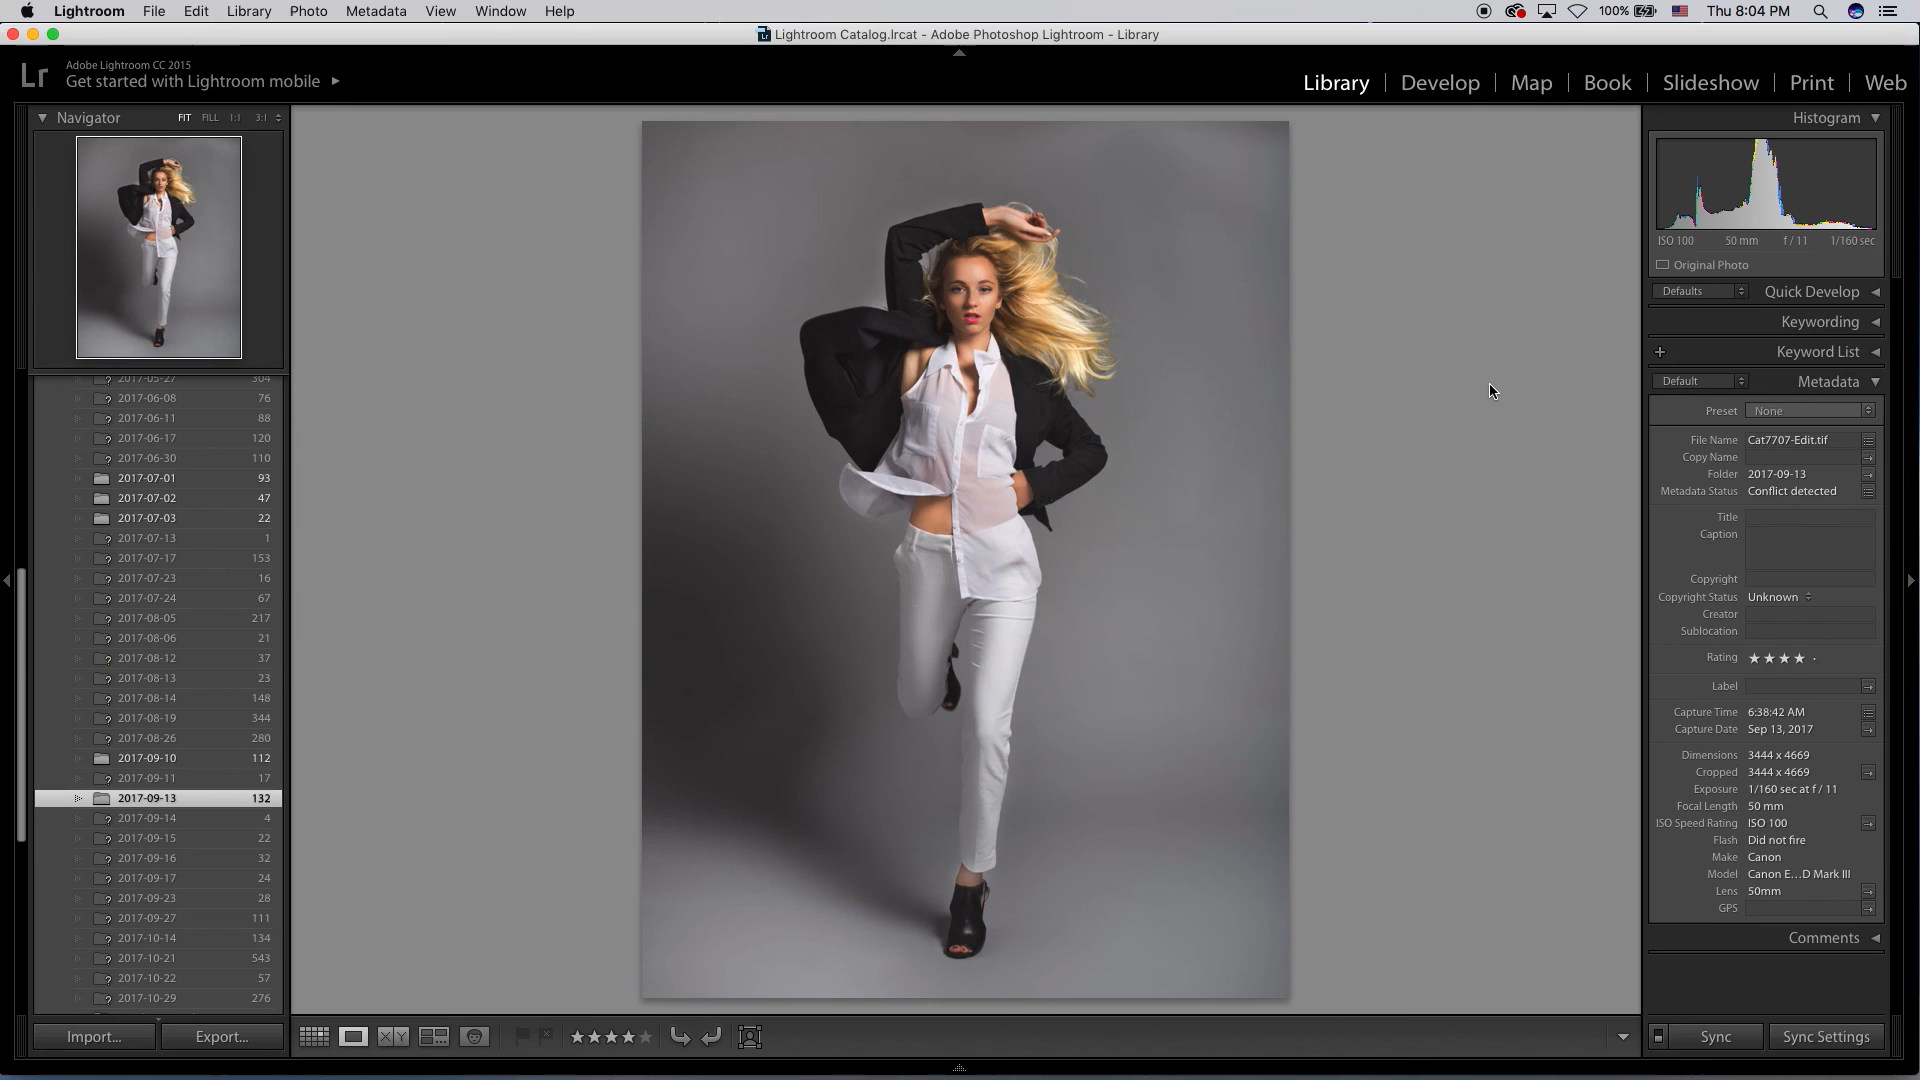 Lightroom File Edit Library Photo Metadata View Window Help 100% Thu 8:04 PM
Lightroom Catalog.lrcat - Adobe Photoshop Lightroom - Library
Lr Adobe Lightroom CC 2015
Get started with Lightroom mobile
Library Develop Map Book Slideshow Print Web
Navigator FIT FILL 1:1 3:1
2017-05-27 304
2017-06-08 76
2017-06-11 88
2017-06-17 120
2017-06-30 110
2017-07-01 93
2017-07-02 47
2017-07-03 22
2017-07-13 1
2017-07-17 153
2017-07-23 16
2017-07-24 67
2017-08-05 217
2017-08-06 21
2017-08-12 37
2017-08-13 23
2017-08-14 148
2017-08-19 344
2017-08-26 280
2017-09-10 112
2017-09-11 17
2017-09-13 132
2017-09-14 4
2017-09-15 22
2017-09-16 32
2017-09-17 24
2017-09-23 28
2017-09-27 111
2017-10-14 134
2017-10-21 543
2017-10-22 57
2017-10-29 276
Import... Export...
XY
Histogram
ISO 100 50 mm f / 11 1/160 sec
Original Photo
Defaults Quick Develop
Keywording
+ Keyword List
Default Metadata
Preset None
File Name Cat7707-Edit.tif
Copy Name
Folder 2017-09-13
Metadata Status Conflict detected
Title
Caption
Copyright
Copyright Status Unknown
Creator
Sublocation
Rating ★★★★ ·
Label
Capture Time 6:38:42 AM
Capture Date Sep 13, 2017
Dimensions 3444 x 4669
Cropped 3444 x 4669
Exposure 1/160 sec at f / 11
Focal Length 50 mm
ISO Speed Rating ISO 100
Flash Did not fire
Make Canon
Model Canon E...D Mark III
Lens 50mm
GPS
Comments
Sync Sync Settings